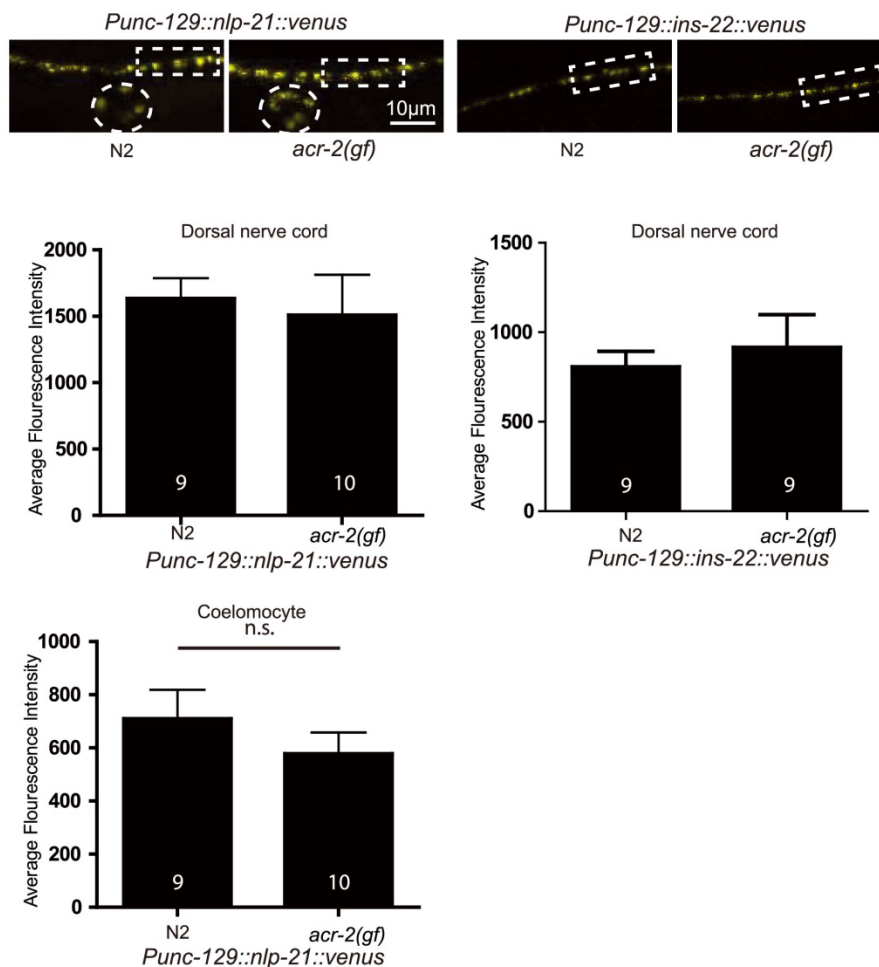 Punc-129::nlp-21::venus
Punc-129::ins-22::venus
10µm
N2
acr-2(gf)
N2
acr-2(gf)
Dorsal nerve cord
Average Flourescence Intensity
2000
1500
1000
500
0
9
10
N2
acr-2(gf)
Punc-129::nlp-21::venus
Dorsal nerve cord
Average Flourescence Intensity
1500
1000
500
0
9
9
N2
acr-2(gf)
Punc-129::ins-22::venus
Coelomocyte
n.s.
Average Flourescence Intensity
1000
800
600
400
200
0
9
10
N2
acr-2(gf)
Punc-129::nlp-21::venus